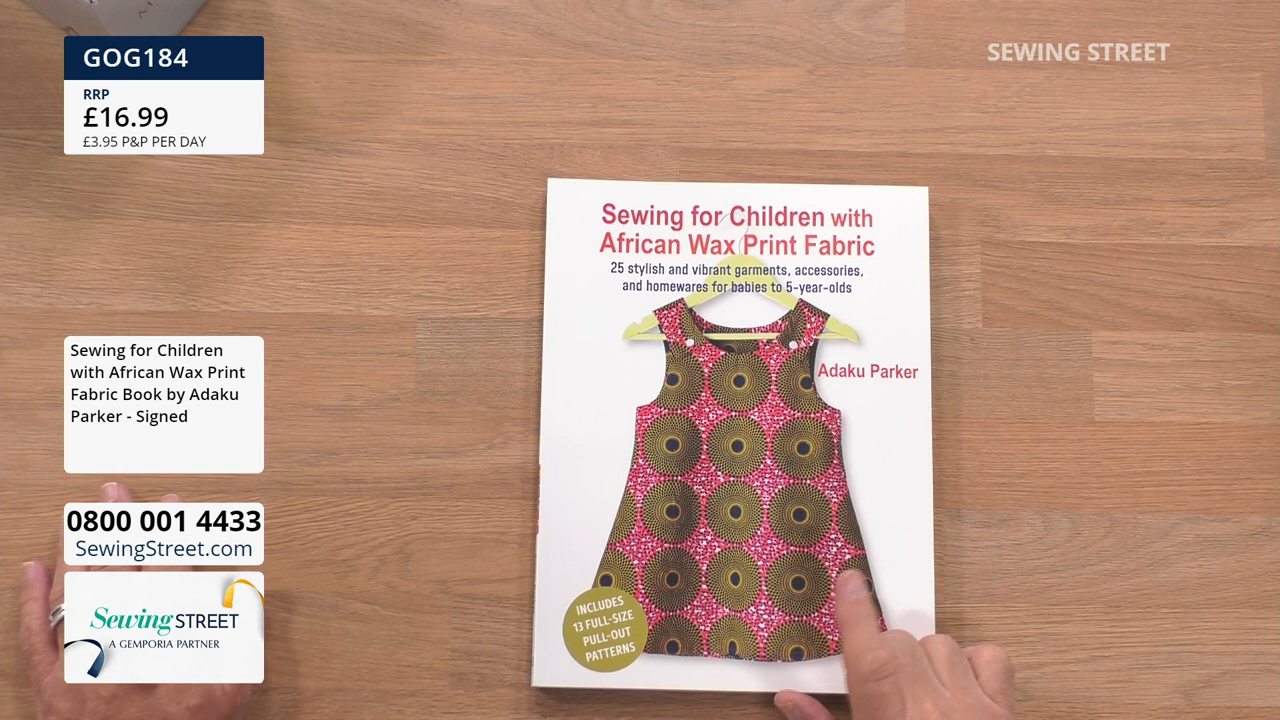 GOG184
RRP
£16.99
£3.95 P&P PER DAY
SEWING STREET
Sewing for Children with
African Wax Print Fabric
25 stylish and vibrant garments, accessories,
and homewares for babies to 5-year-olds
Adaku Parker
INCLUDES
13 FULL-SIZE
PULL-OUT
PATTERNS
Sewing for Children
with African Wax Print
Fabric Book by Adaku
Parker - Signed
0800 001 4433
SewingStreet.com
Sewing STREET
A GEMPORIA PARTNER